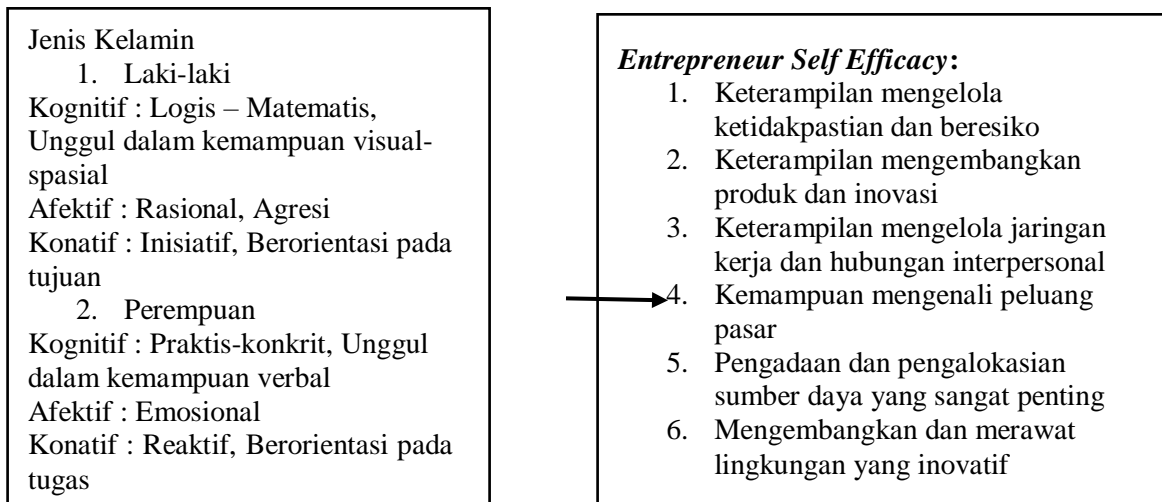 Jenis Kelamin
1. Laki-laki
Kognitif : Logis – Matematis,
Unggul dalam kemampuan visual-
spasial
Afektif : Rasional, Agresi
Konatif : Inisiatif, Berorientasi pada
tujuan
2. Perempuan
Kognitif : Praktis-konkrit, Unggul
dalam kemampuan verbal
Afektif : Emosional
Konatif : Reaktif, Berorientasi pada
tugas
Entrepreneur Self Efficacy:
1. Keterampilan mengelola
ketidakpastian dan beresiko
2. Keterampilan mengembangkan
produk dan inovasi
3. Keterampilan mengelola jaringan
kerja dan hubungan interpersonal
4. Kemampuan mengenali peluang
pasar
5. Pengadaan dan pengalokasian
sumber daya yang sangat penting
6. Mengembangkan dan merawat
lingkungan yang inovatif